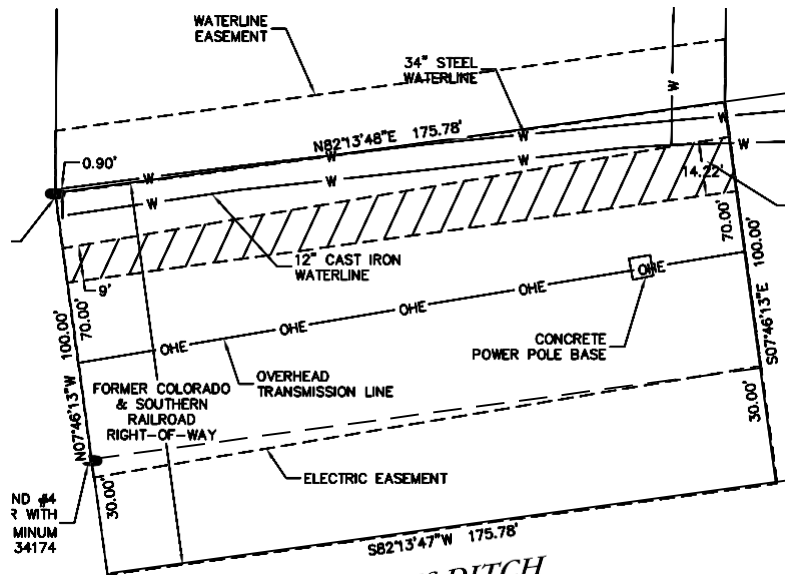 WATERLINE
EASEMENT
34" STEEL
WATERLINE
W
N82°13'48"E 175.78'
W
W
W
0.90'
W
W
W
W
W
14.22'
12" CAST IRON
WATERLINE
9'
70.00'
100.00'
70.00'
100.00'
OHE
OHE
OHE
OHE
OHE
CONCRETE
POWER POLE BASE
S07°46'13"E
OVERHEAD
TRANSMISSION LINE
FORMER COLORADO
& SOUTHERN
RAILROAD
RIGHT-OF-WAY
N07°46'13"W
30.00'
ELECTRIC EASEMENT
30.00'
ND #4
R WITH
MINUM
34174
S82°13'47"W 175.78'
DITCH